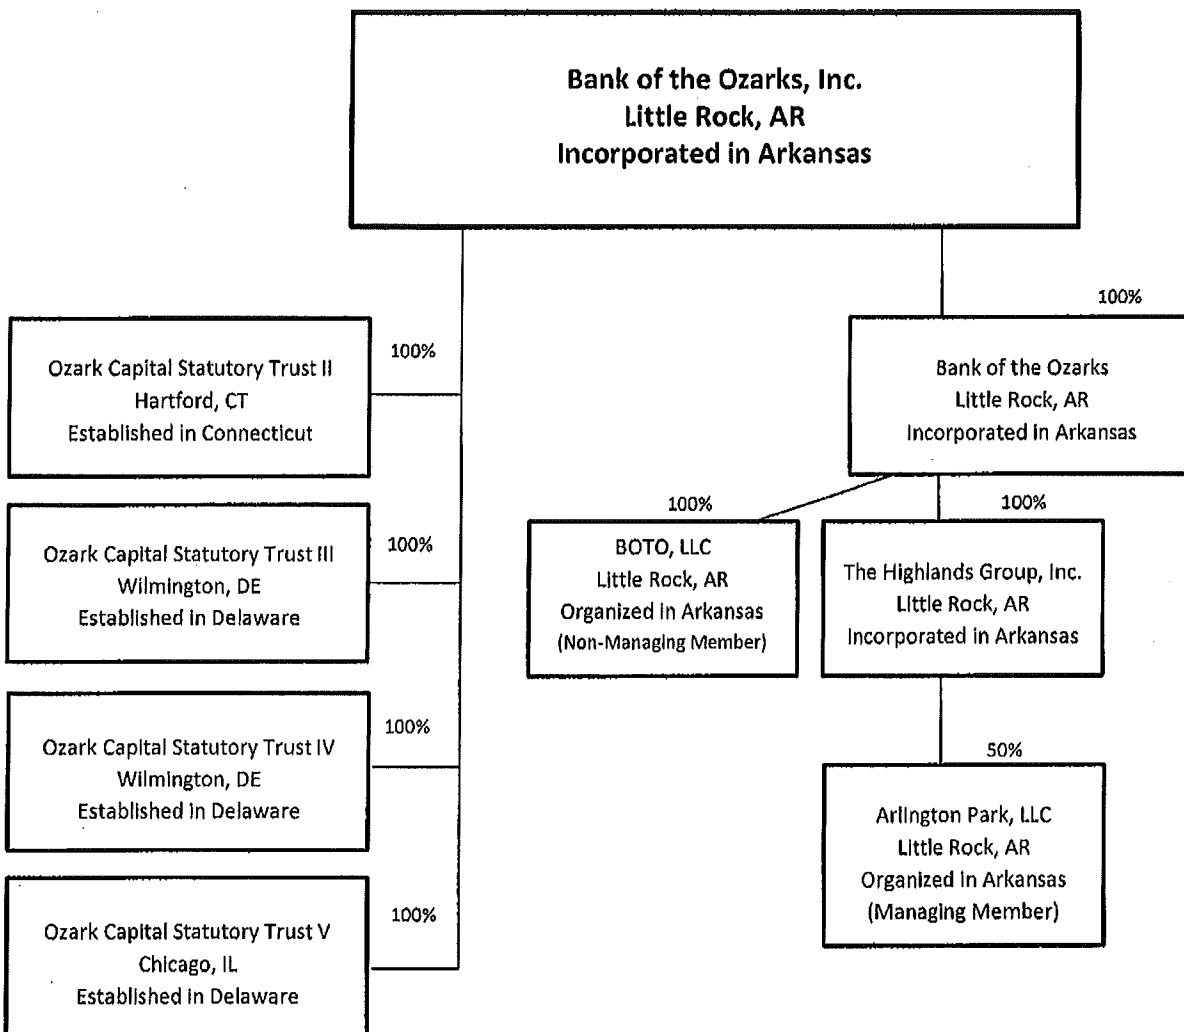 Bank of the Ozarks, Inc.
Little Rock, AR
Incorporated in Arkansas
100%
Ozark Capital Statutory Trust II
Hartford, CT
Established in Connecticut
100%
Ozark Capital Statutory Trust III
Wilmington, DE
Established in Delaware
100%
Ozark Capital Statutory Trust IV
Wilmington, DE
Established in Delaware
100%
Ozark Capital Statutory Trust V
Chicago, IL
Established in Delaware
100%
Bank of the Ozarks
Little Rock, AR
Incorporated in Arkansas
100%
BOTO, LLC
Little Rock, AR
Organized in Arkansas
(Non-Managing Member)
100%
The Highlands Group, Inc.
Little Rock, AR
Incorporated in Arkansas
50%
Arlington Park, LLC
Little Rock, AR
Organized in Arkansas
(Managing Member)